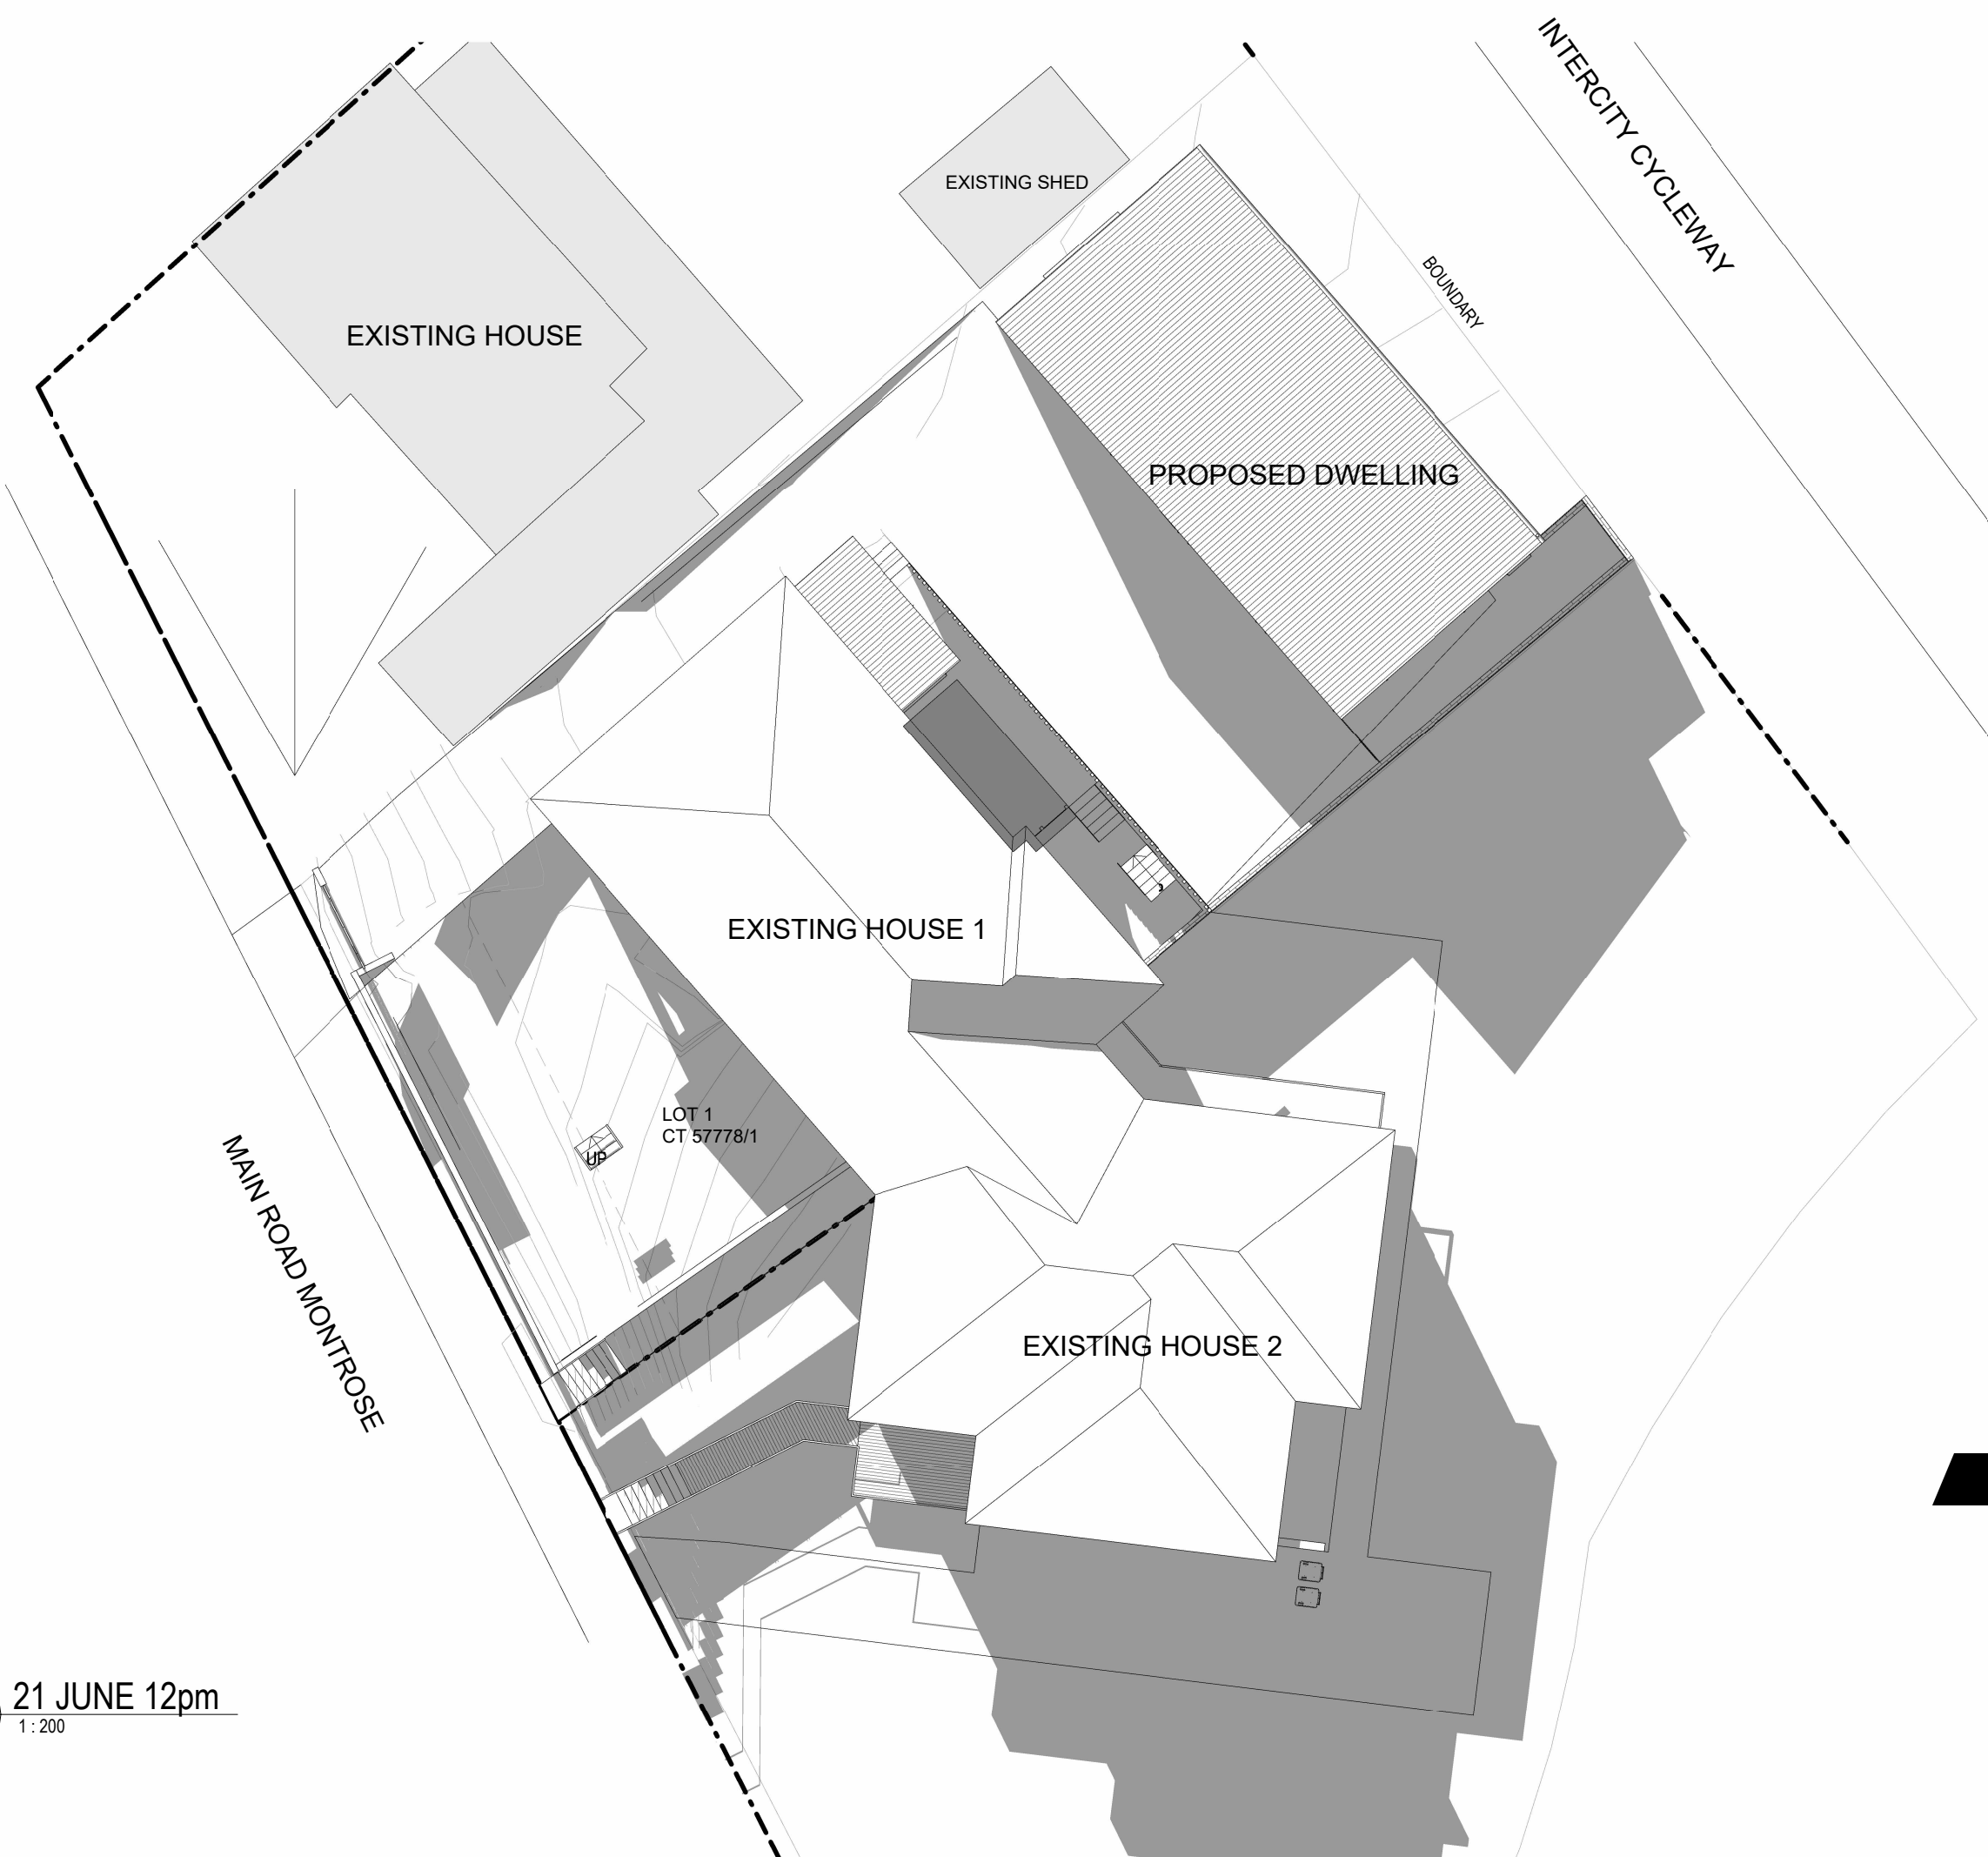 INTERCITY CYCLEWAY
EXISTING SHED
BOUNDARY
EXISTING HOUSE
PROPOSED DWELLING
EXISTING HOUSE 1
LOT 1
CT 57778/1
UP
MAIN ROAD MONTROSE
EXISTING HOUSE 2
21 JUNE 12pm
1 : 200